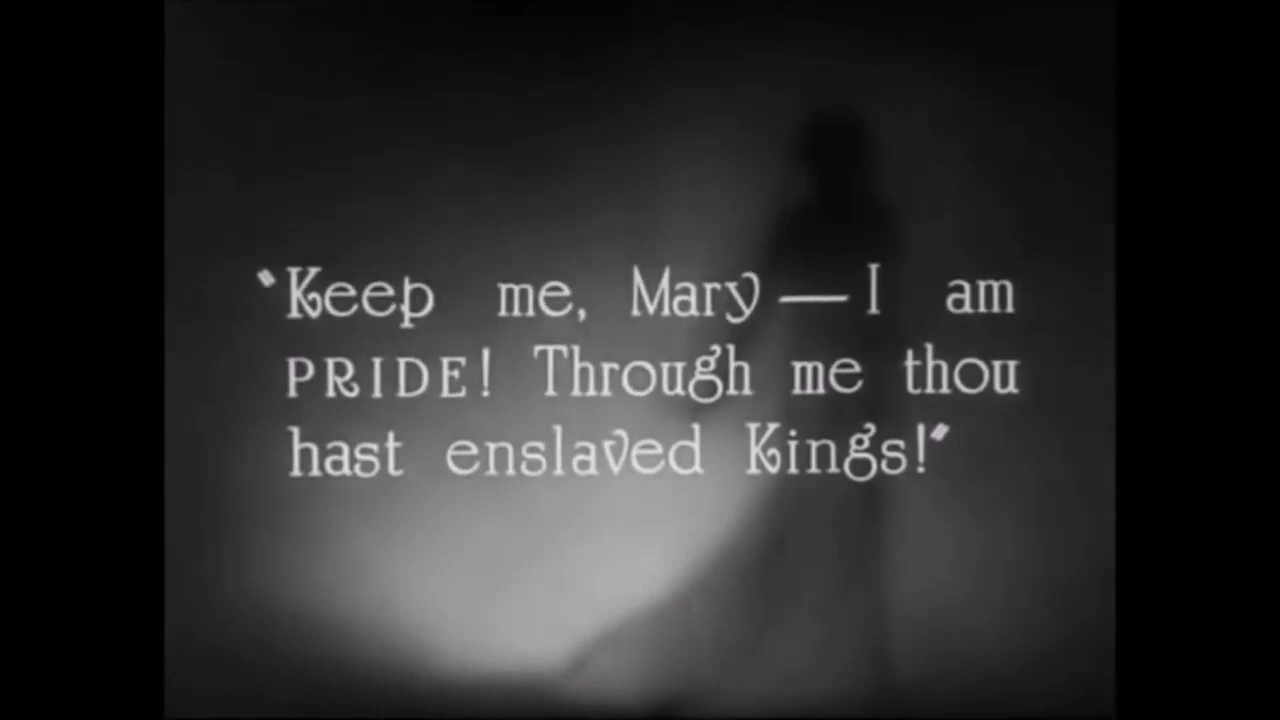 "Keep me, Mary — I am
PRIDE! Through me thou
hast enslaved Kings!"